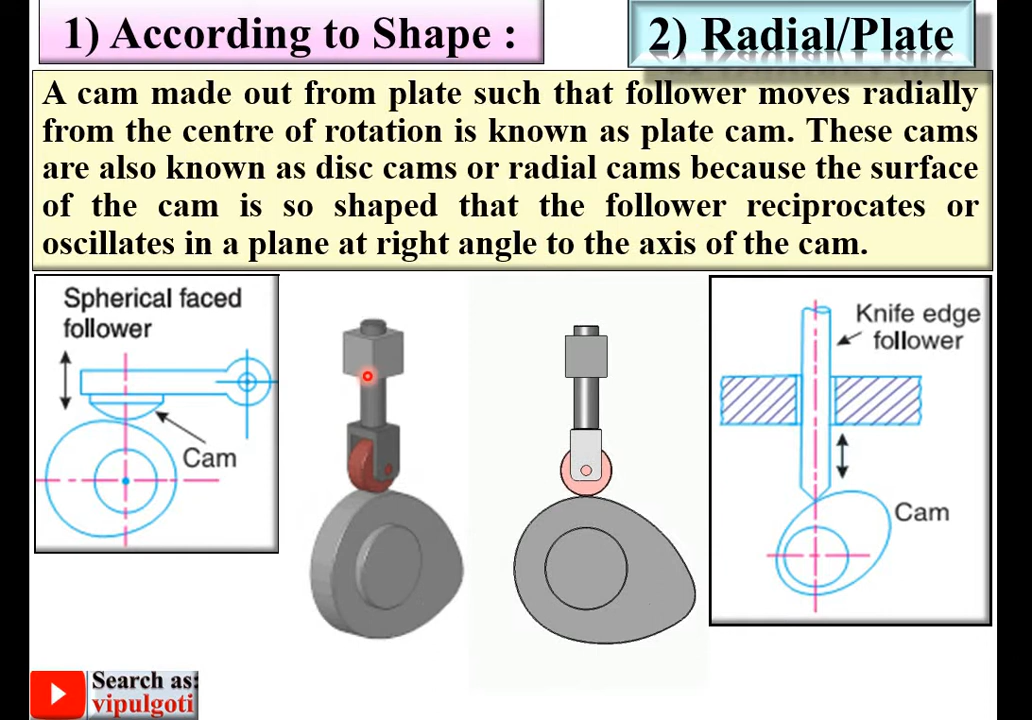 1) According to Shape :
2) Radial/Plate
A cam made out from plate such that follower moves radially
from the centre of rotation is known as plate cam. These cams
are also known as disc cams or radial cams because the surface
of the cam is so shaped that the follower reciprocates or
oscillates in a plane at right angle to the axis of the cam.
Spherical faced
follower
Cam
Knife edge
follower
Cam
Search as:
vipulgoti